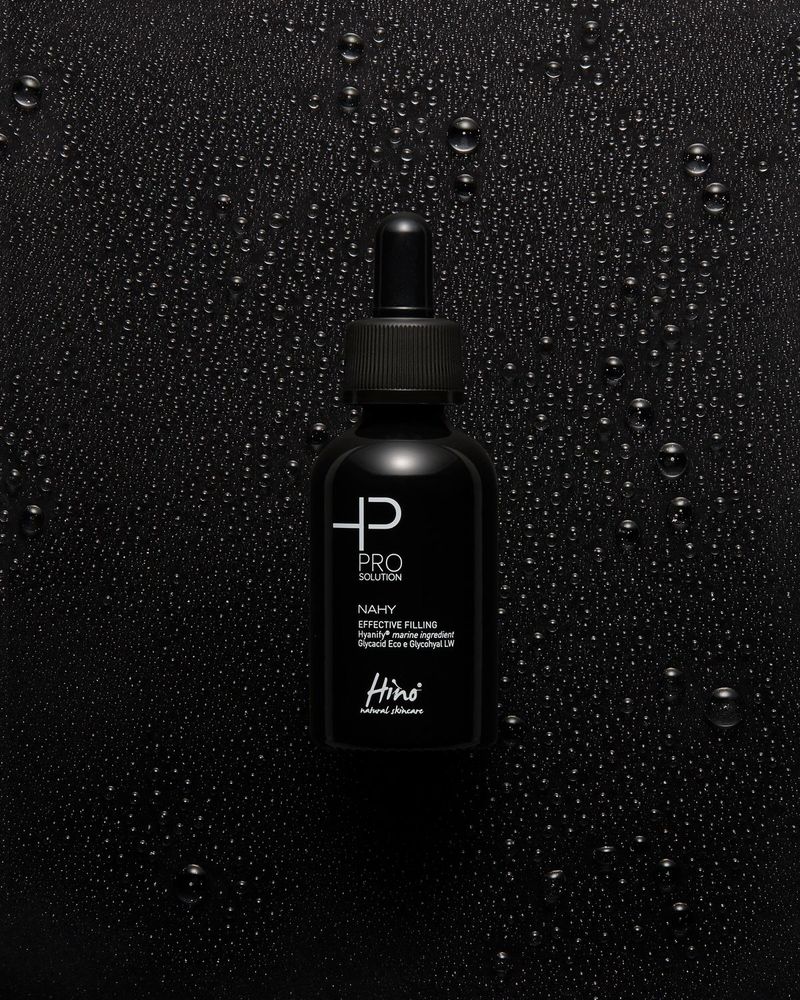 P
PRO
SOLUTION
NAHY
EFFECTIVE FILLING
Hyanify® marine ingredient
Glycacid Eco e Glycohyal LW
Hino
natural skincare